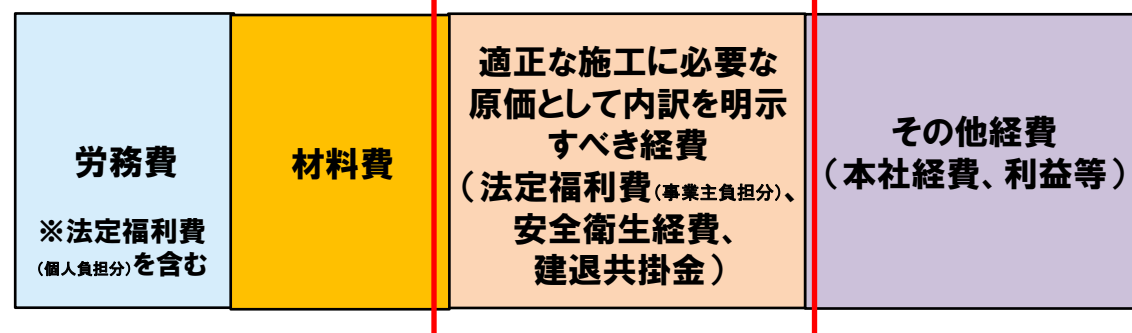 労務費
※法定福利費
(個人負担分)を含む
材料費
適正な施工に必要な
原価として内訳を明示
すべき経費
（法定福利費(事業主負担分)、
安全衛生経費、
建退共掛金）
その他経費
（本社経費、利益等）